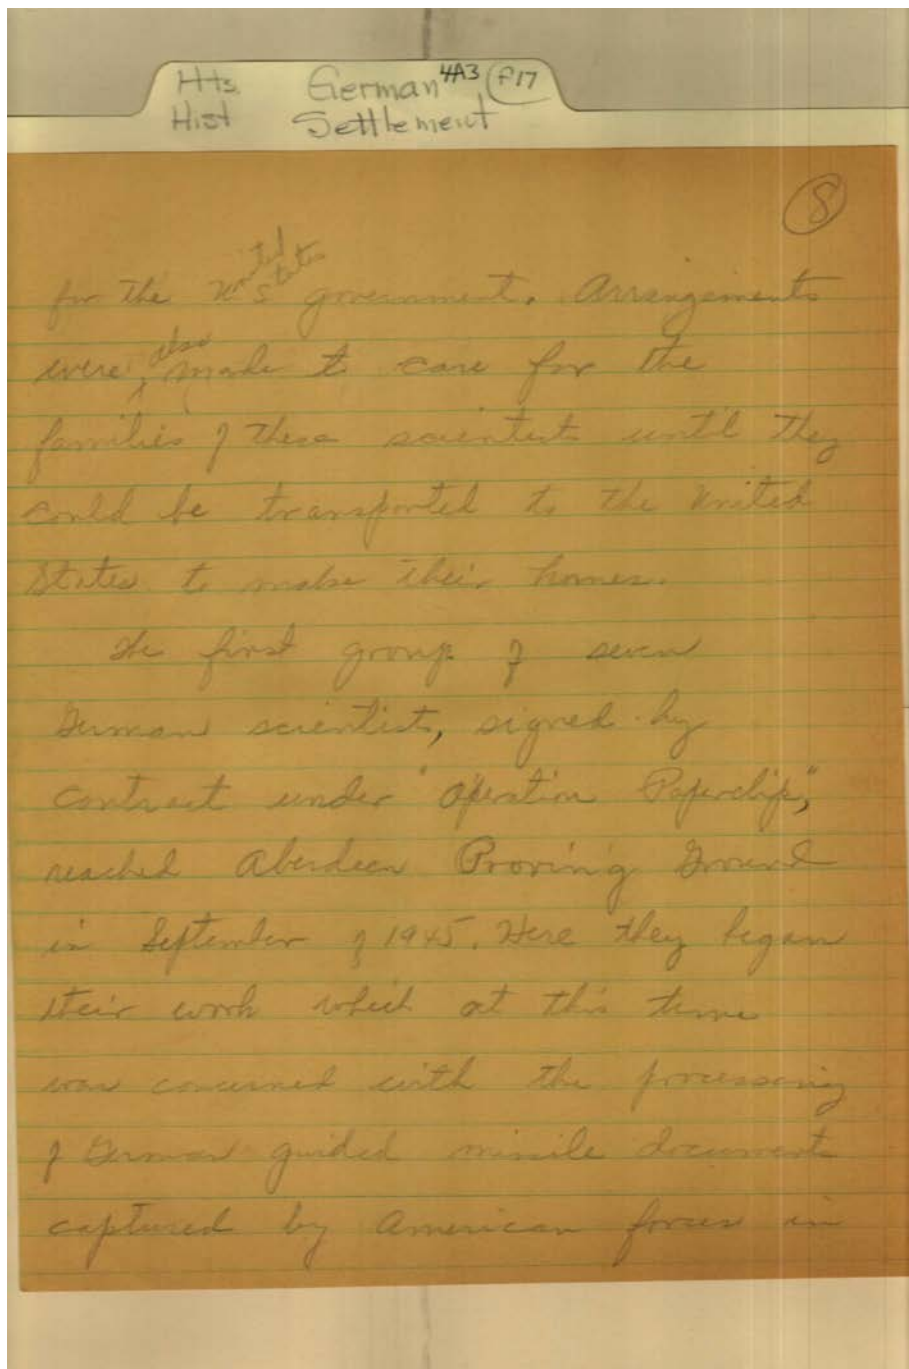 Hts. German 4A3 F17
Hist Settlement
8
United States
for the US government. Arrangements
also
were made to care for the
families of these scientists until they
could be transported to the United
States to make their homes.
The first group of seven
German scientists, signed by
contract under "Operation Paperclip,"
reached Aberdeen Proving Ground
in September of 1945. Here they began
their work which at this time
was concerned with the processing
of German guided missile documents
captured by American forces in